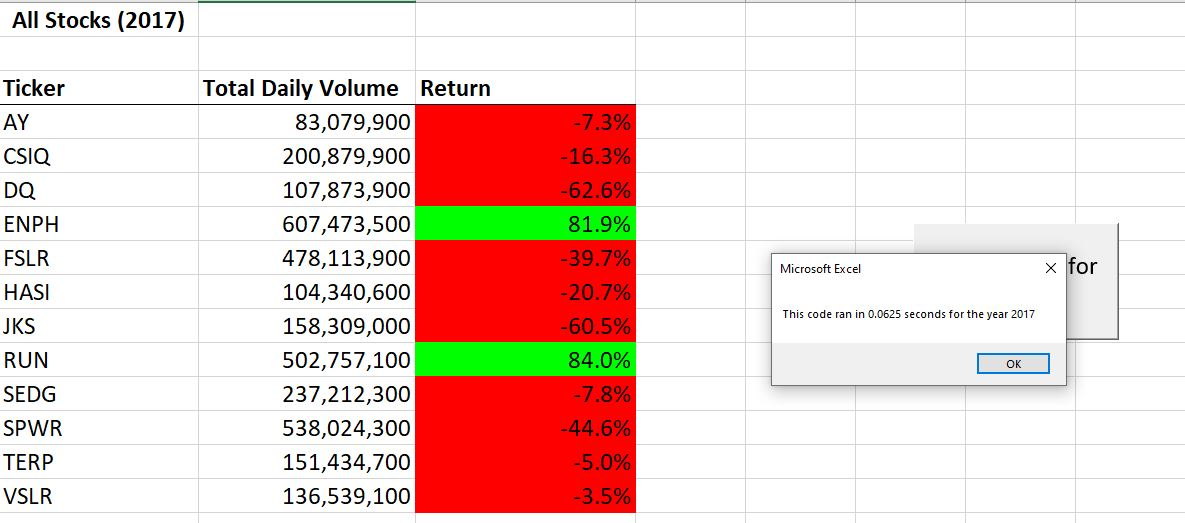 All Stocks (2017)
Ticker Total Daily Volume Return
AY 83,079,900 -7.3%
CSIQ 200,879,900 -16.3%
DQ 107,873,900 -62.6%
ENPH 607,473,500 81.9%
FSLR 478,113,900 -39.7%
HASI 104,340,600 -20.7%
JKS 158,309,000 -60.5%
RUN 502,757,100 84.0%
SEDG 237,212,300 -7.8%
SPWR 538,024,300 -44.6%
TERP 151,434,700 -5.0%
VSLR 136,539,100 -3.5%
for
Microsoft Excel
This code ran in 0.0625 seconds for the year 2017
OK